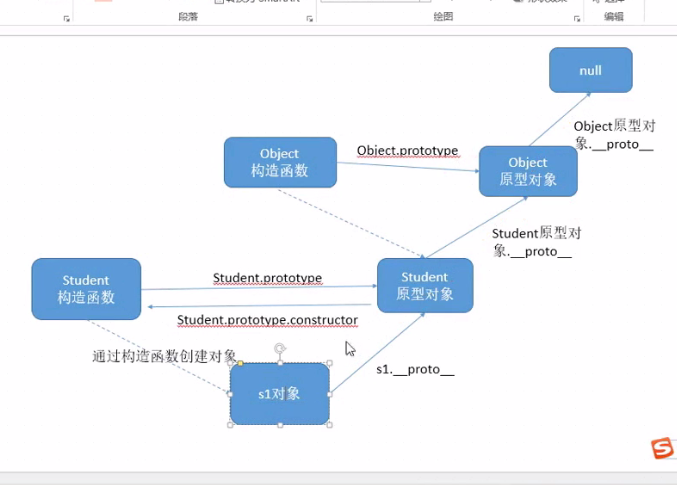 段落
绘图
编辑
null
Object原型对
象.__proto__
Object
构造函数
Object.prototype
Object
原型对象
Student原型对
象.__proto__
Student
构造函数
Student.prototype
Student
原型对象
Student.prototype.constructor
通过构造函数创建对象
s1.__proto__
s1对象
S